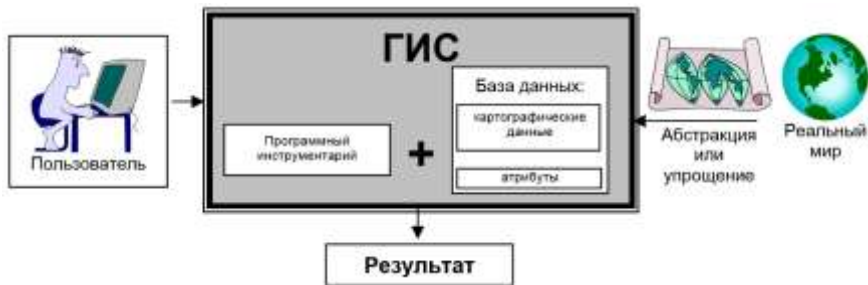 ГИС
Пользователь
Программный
инструментарий
+
База данных:
картографические
данные
атрибуты
Абстракция
или
упрощение
Реальный
мир
Результат